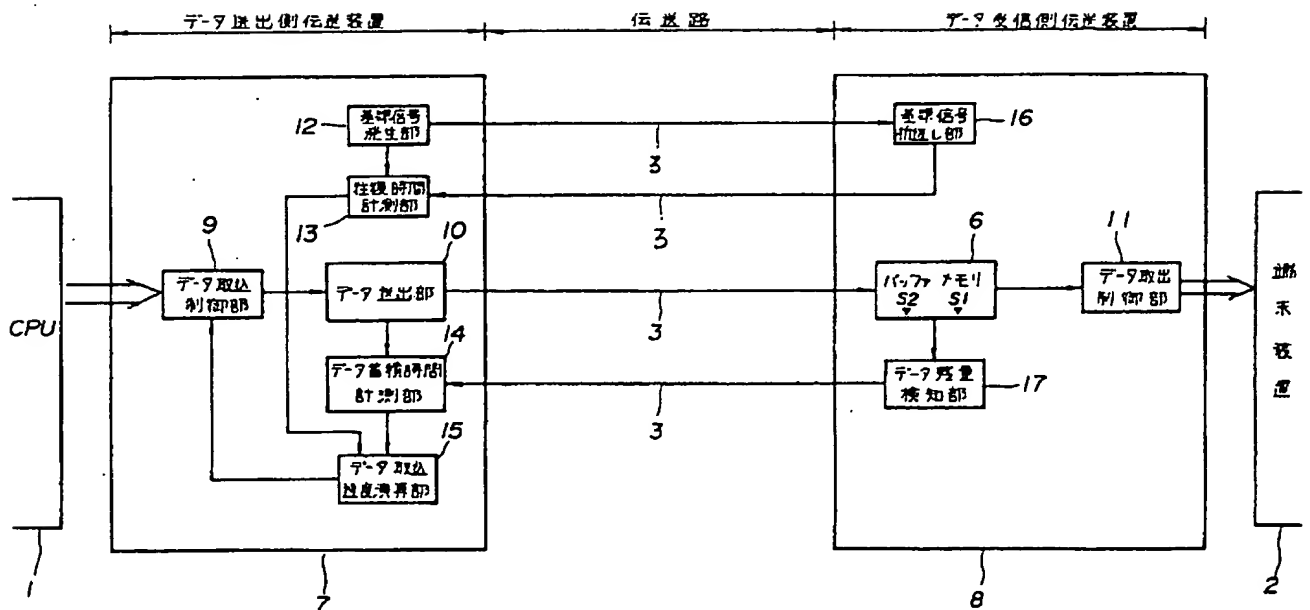 データ送出側伝送装置
伝送路
データ受信側伝送装置
12
基準信号
発生部
3
基準信号
折返し部
16
往復時間
計測部
13
3
9
データ取込
制御部
10
データ送出部
3
6
バッファメモリ
S2 S1
11
データ取出
制御部
CPU
端末装置
14
データ蓄積時間
計測部
3
データ残量
検知部
17
15
データ取込
速度演算部
1
7
8
2